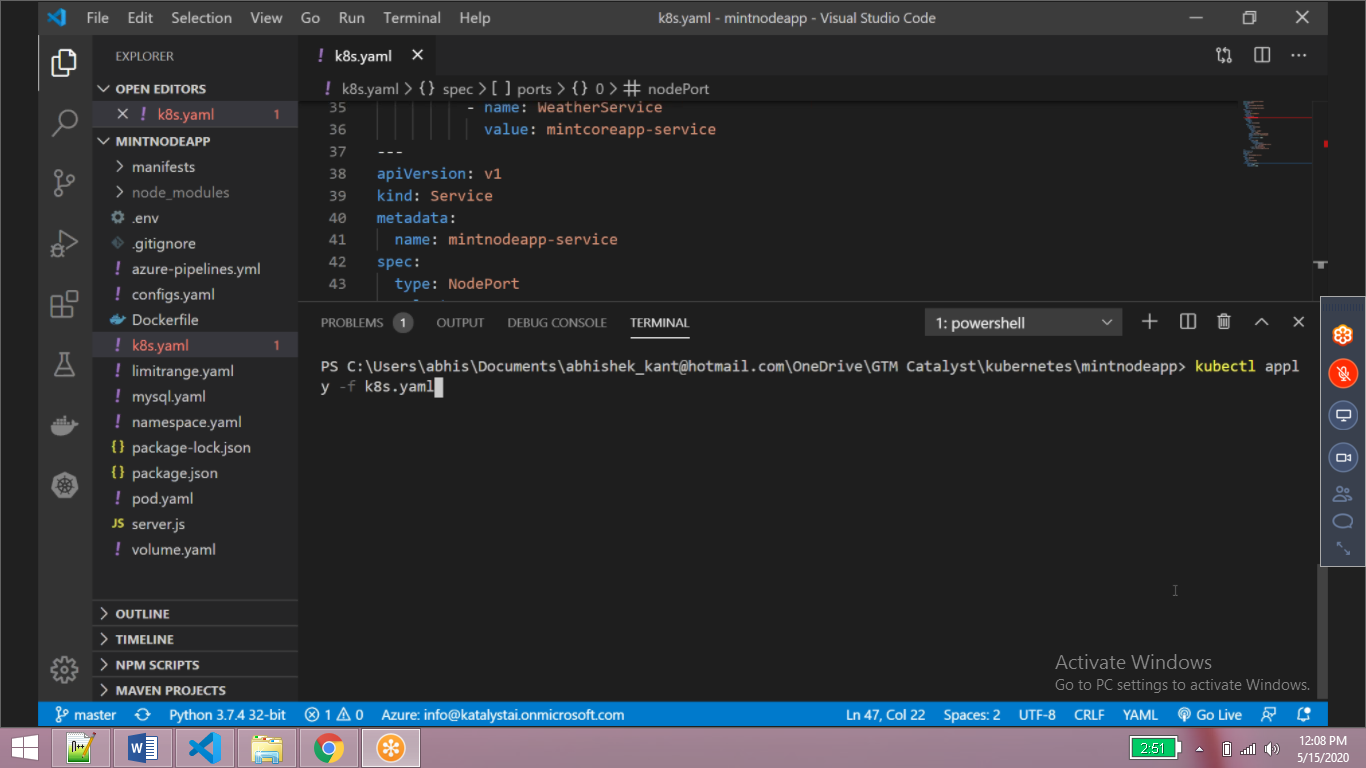 File Edit Selection View Go Run Terminal Help
k8s.yaml - mintnodeapp - Visual Studio Code
EXPLORER
OPEN EDITORS
k8s.yaml 1
MINTNODEAPP
manifests
node_modules
.env
.gitignore
azure-pipelines.yml
configs.yaml
Dockerfile
k8s.yaml 1
limitrange.yaml
mysql.yaml
namespace.yaml
package-lock.json
package.json
pod.yaml
JS server.js
volume.yaml
OUTLINE
TIMELINE
NPM SCRIPTS
MAVEN PROJECTS
k8s.yaml
k8s.yaml > {} spec > [ ] ports > {} 0 > # nodePort
35 - name: WeatherService
36 value: mintcoreapp-service
37 ---
38 apiVersion: v1
39 kind: Service
40 metadata:
41 name: mintnodeapp-service
42 spec:
43 type: NodePort
PROBLEMS 1 OUTPUT DEBUG CONSOLE TERMINAL
1: powershell
PS C:\Users\abhis\Documents\abhishek_kant@hotmail.com\OneDrive\GTM Catalyst\kubernetes\mintnodeapp> kubectl appl
y -f k8s.yaml
Activate Windows
Go to PC settings to activate Windows.
master Python 3.7.4 32-bit 1 0 Azure: info@katalystai.onmicrosoft.com Ln 47, Col 22 Spaces: 2 UTF-8 CRLF YAML Go Live
2:51
12:08 PM
5/15/2020